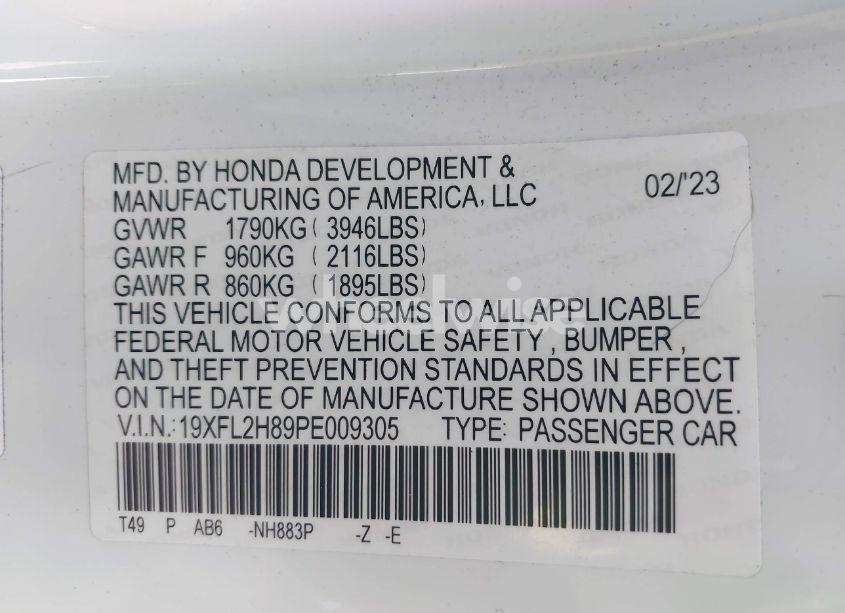 MFD. BY HONDA DEVELOPMENT &
MANUFACTURING OF AMERICA, LLC 02/'23
GVWR 1790KG ( 3946LBS)
GAWR F 960KG ( 2116LBS)
GAWR R 860KG ( 1895LBS)
THIS VEHICLE CONFORMS TO ALL APPLICABLE
FEDERAL MOTOR VEHICLE SAFETY , BUMPER ,
AND THEFT PREVENTION STANDARDS IN EFFECT
ON THE DATE OF MANUFACTURE SHOWN ABOVE.
V.I.N.:19XFL2H89PE009305 TYPE: PASSENGER CAR
T49 P AB6 -NH883P -Z -E